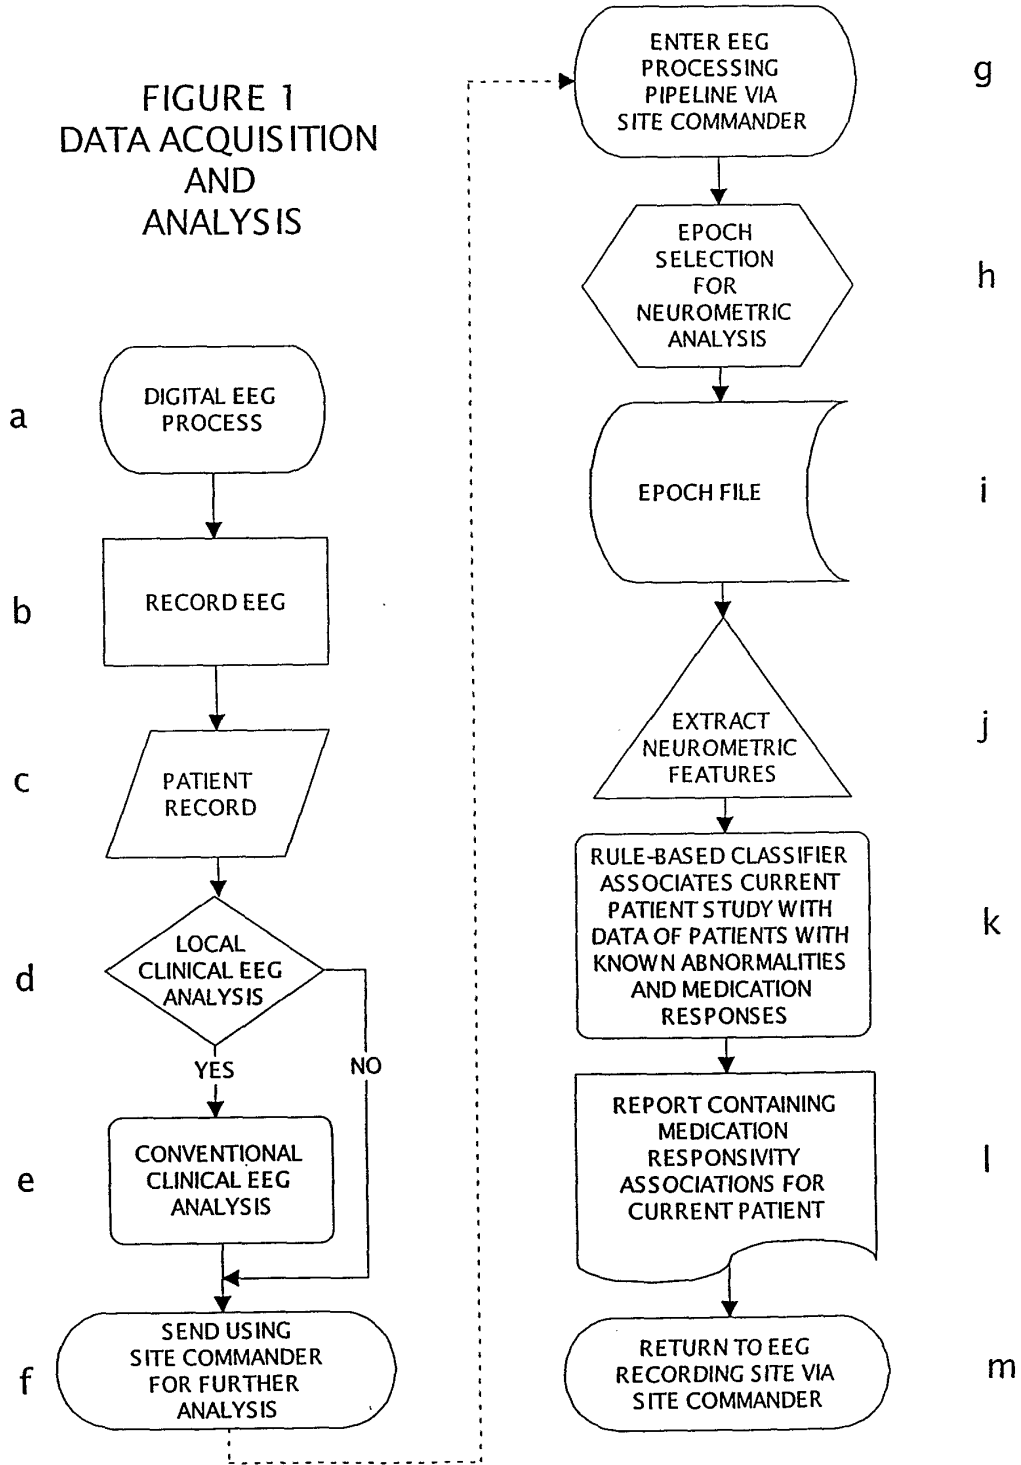 FIGURE 1
DATA ACQUISITION
AND
ANALYSIS
a
DIGITAL EEG
PROCESS
b
RECORD EEG
c
PATIENT
RECORD
d
LOCAL
CLINICAL EEG
ANALYSIS
YES
NO
e
CONVENTIONAL
CLINICAL EEG
ANALYSIS
f
SEND USING
SITE COMMANDER
FOR FURTHER
ANALYSIS
ENTER EEG
PROCESSING
PIPELINE VIA
SITE COMMANDER
g
EPOCH
SELECTION
FOR
NEUROMETRIC
ANALYSIS
h
EPOCH FILE
i
EXTRACT
NEUROMETRIC
FEATURES
j
RULE-BASED CLASSIFIER
ASSOCIATES CURRENT
PATIENT STUDY WITH
DATA OF PATIENTS WITH
KNOWN ABNORMALITIES
AND MEDICATION
RESPONSES
k
REPORT CONTAINING
MEDICATION
RESPONSIVITY
ASSOCIATIONS FOR
CURRENT PATIENT
l
RETURN TO EEG
RECORDING SITE VIA
SITE COMMANDER
m